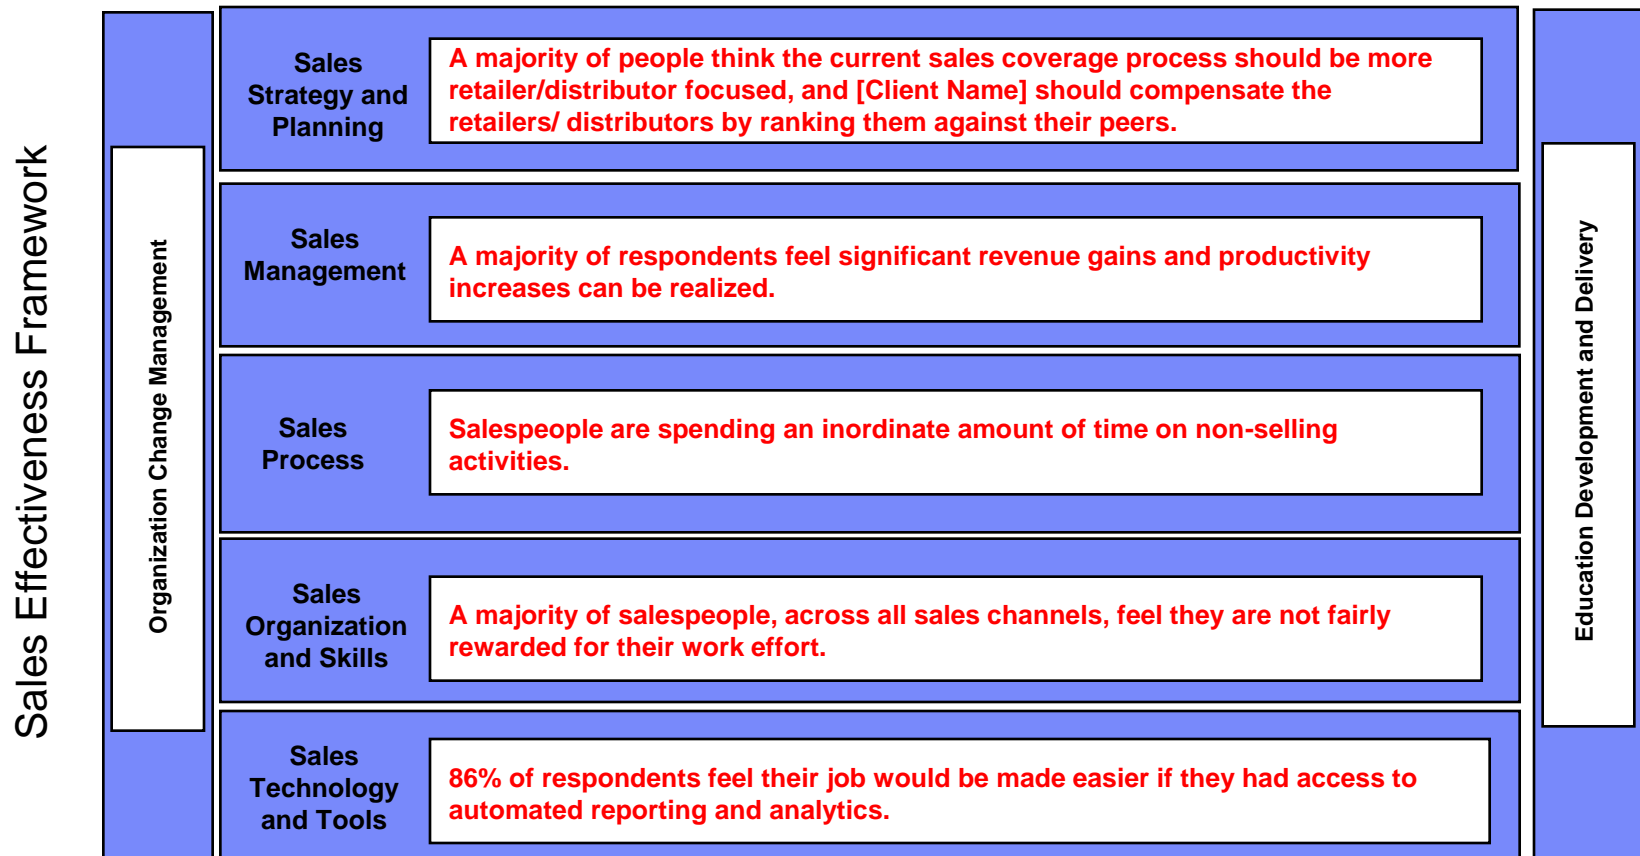 Sales Effectiveness Framework
Organization Change Management
Sales
Strategy and
Planning
A majority of people think the current sales coverage process should be more
retailer/distributor focused, and [Client Name] should compensate the
retailers/ distributors by ranking them against their peers.
Sales
Management
A majority of respondents feel significant revenue gains and productivity
increases can be realized.
Sales
Process
Salespeople are spending an inordinate amount of time on non-selling
activities.
Sales
Organization
and Skills
A majority of salespeople, across all sales channels, feel they are not fairly
rewarded for their work effort.
Sales
Technology
and Tools
86% of respondents feel their job would be made easier if they had access to
automated reporting and analytics.
Education Development and Delivery